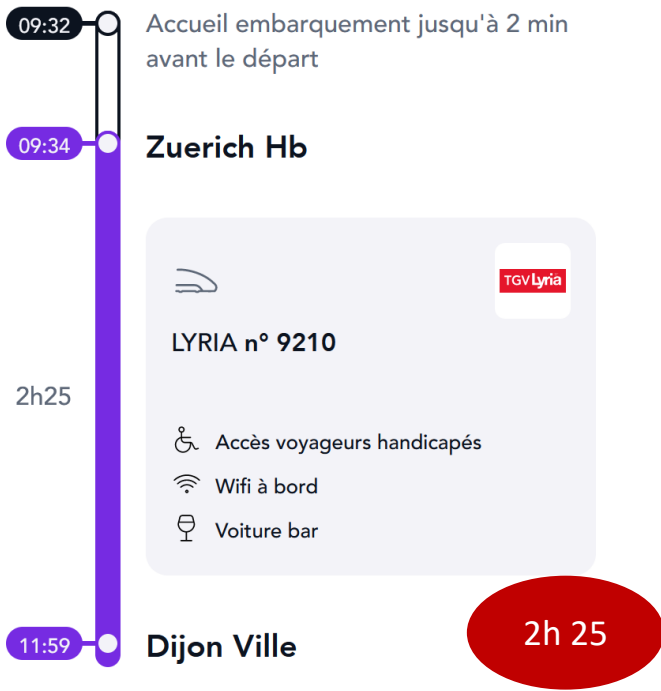 09:32
Accueil embarquement jusqu'à 2 min
avant le départ
09:34
Zuerich Hb
TGV Lyria
LYRIA n° 9210
2h25
Accès voyageurs handicapés
Wifi à bord
Voiture bar
11:59
Dijon Ville
2h 25